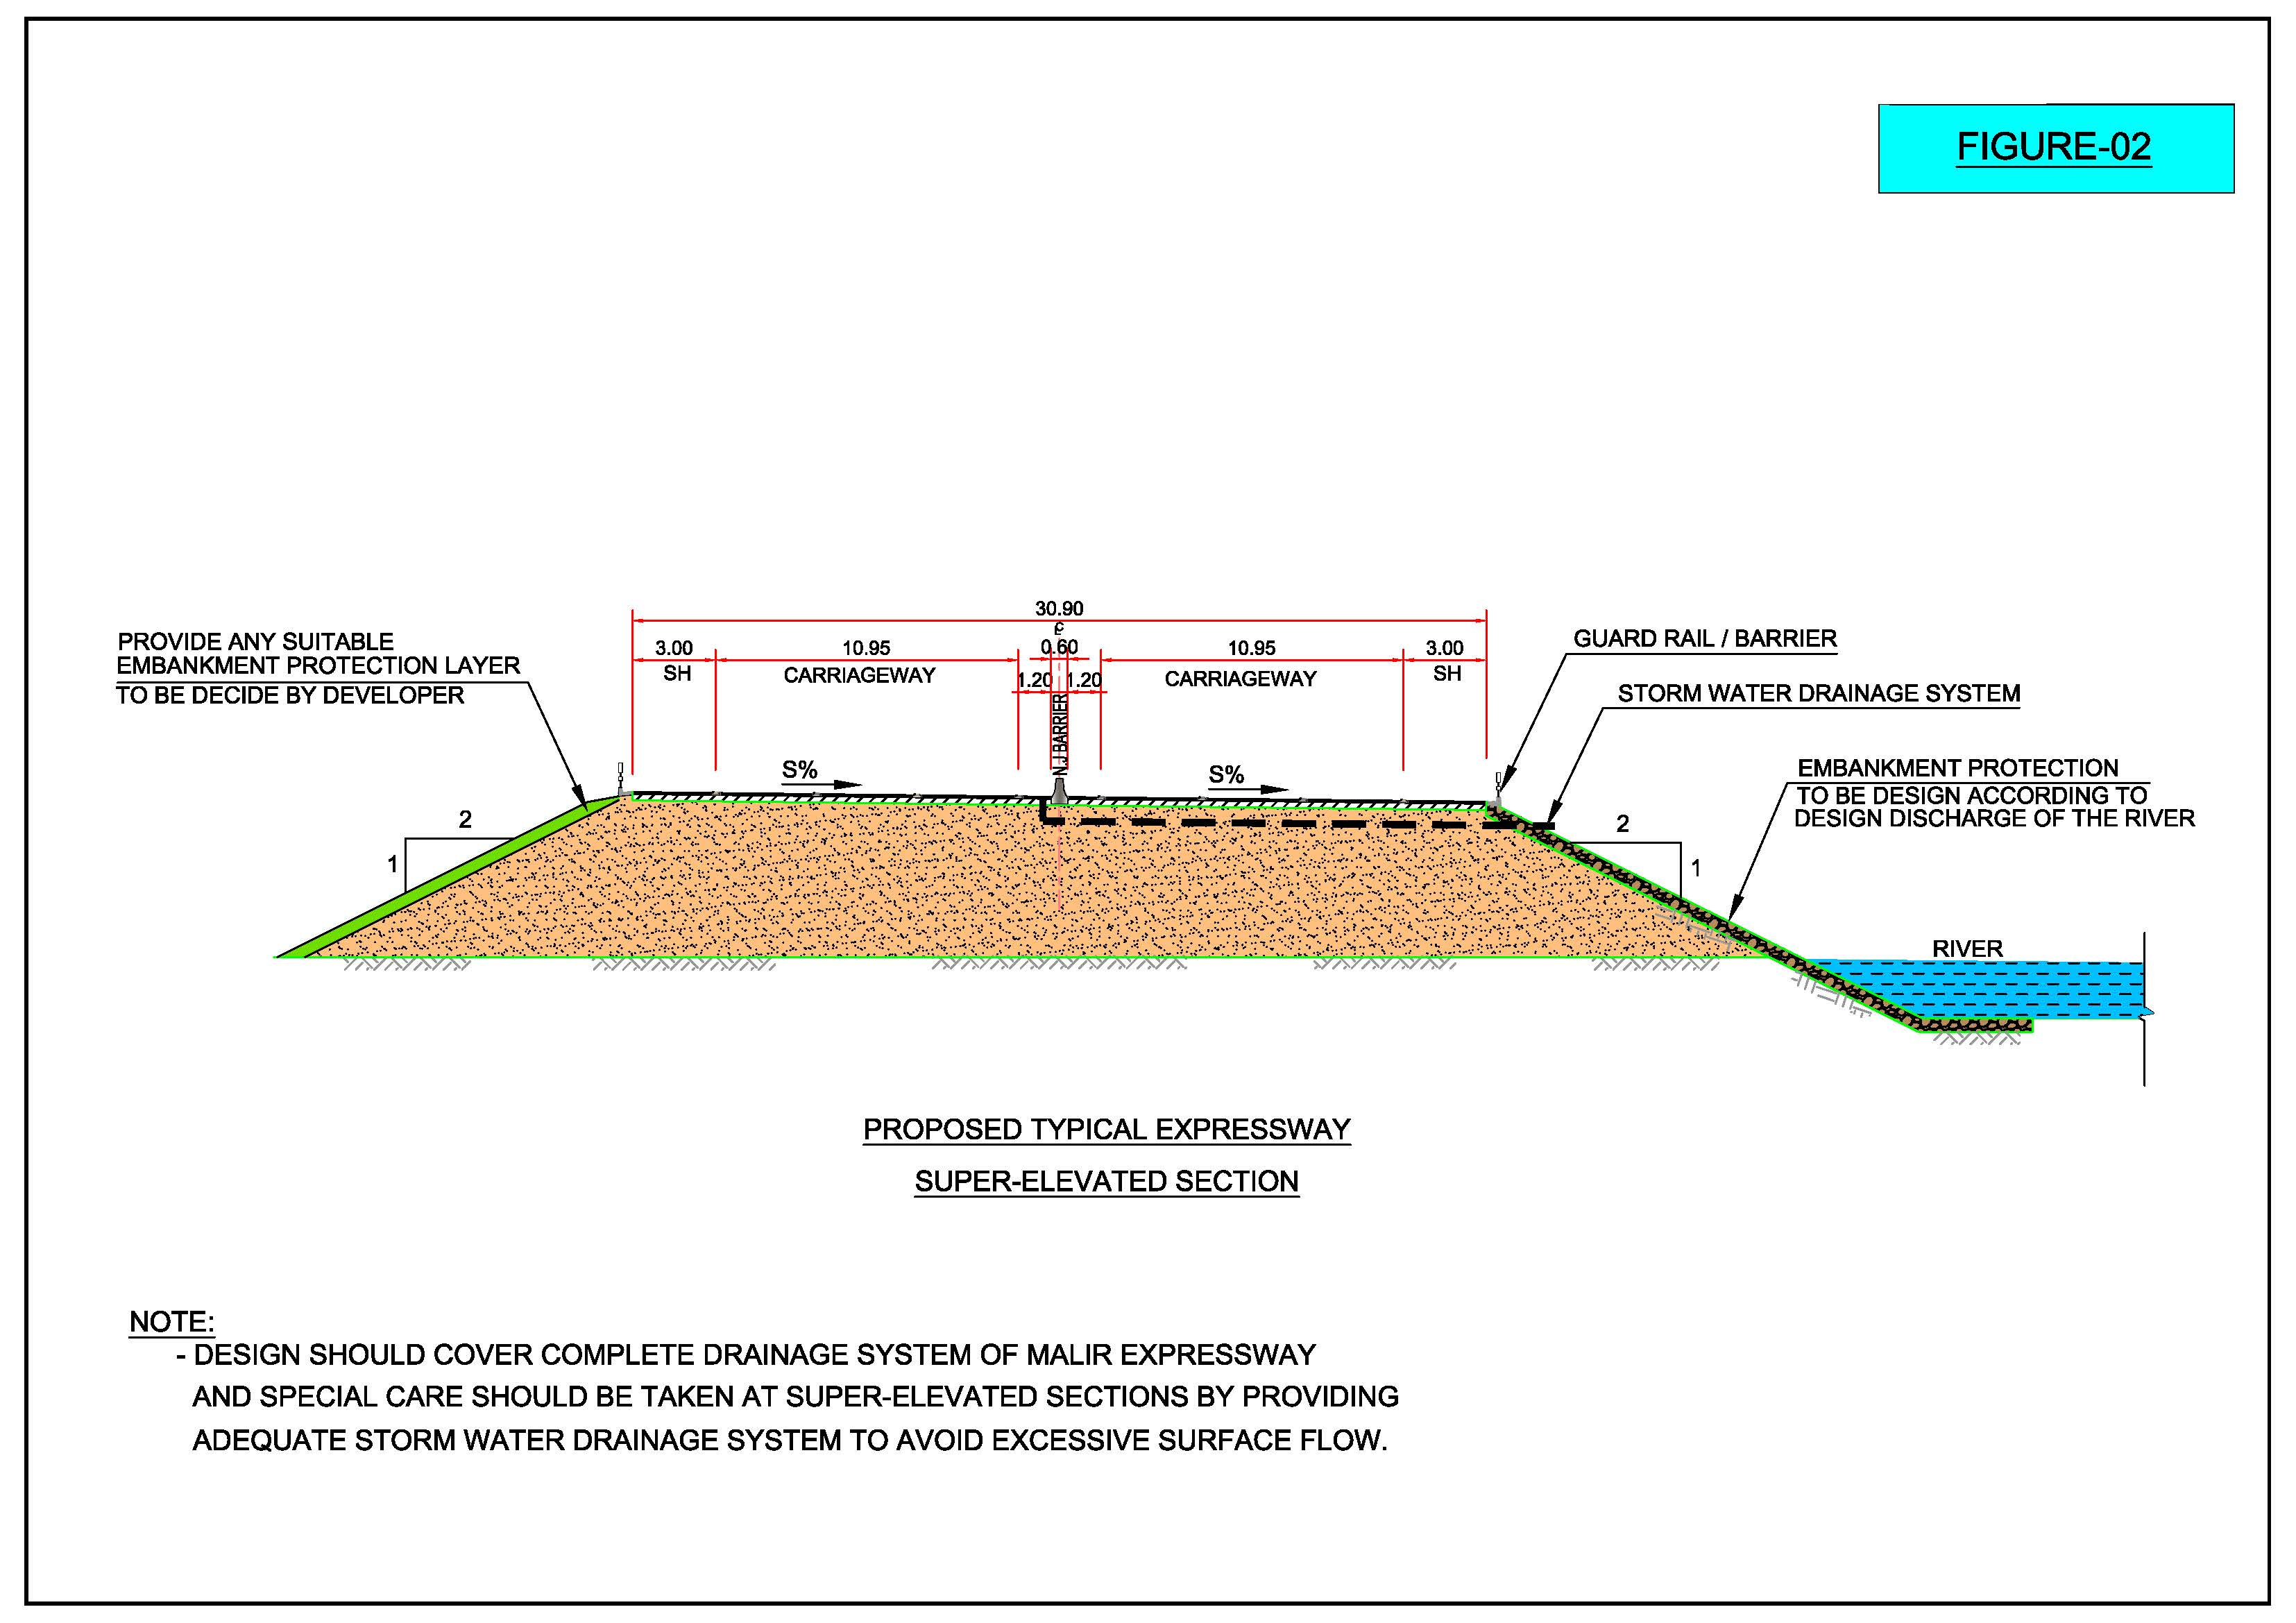 FIGURE-02
30.90
℄
3.00
10.95
0.60
10.95
3.00
SH
CARRIAGEWAY
1.20
1.20
CARRIAGEWAY
SH
N.J BARRIER
PROVIDE ANY SUITABLE
EMBANKMENT PROTECTION LAYER
TO BE DECIDE BY DEVELOPER
GUARD RAIL / BARRIER
STORM WATER DRAINAGE SYSTEM
EMBANKMENT PROTECTION
TO BE DESIGN ACCORDING TO
DESIGN DISCHARGE OF THE RIVER
S%
S%
2
1
2
1
RIVER
PROPOSED TYPICAL EXPRESSWAY
SUPER-ELEVATED SECTION
NOTE:
- DESIGN SHOULD COVER COMPLETE DRAINAGE SYSTEM OF MALIR EXPRESSWAY
AND SPECIAL CARE SHOULD BE TAKEN AT SUPER-ELEVATED SECTIONS BY PROVIDING
ADEQUATE STORM WATER DRAINAGE SYSTEM TO AVOID EXCESSIVE SURFACE FLOW.